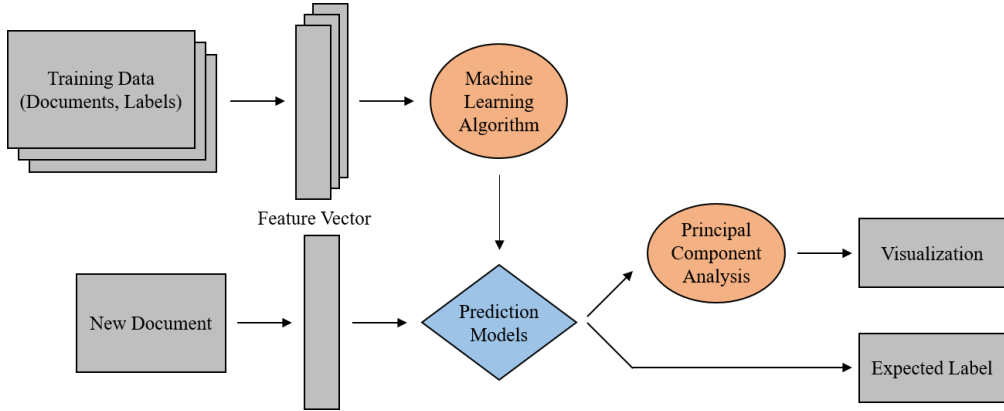 Training Data
(Documents, Labels)
Machine
Learning
Algorithm
Feature Vector
Principal
Component
Analysis
Visualization
New Document
Prediction
Models
Expected Label